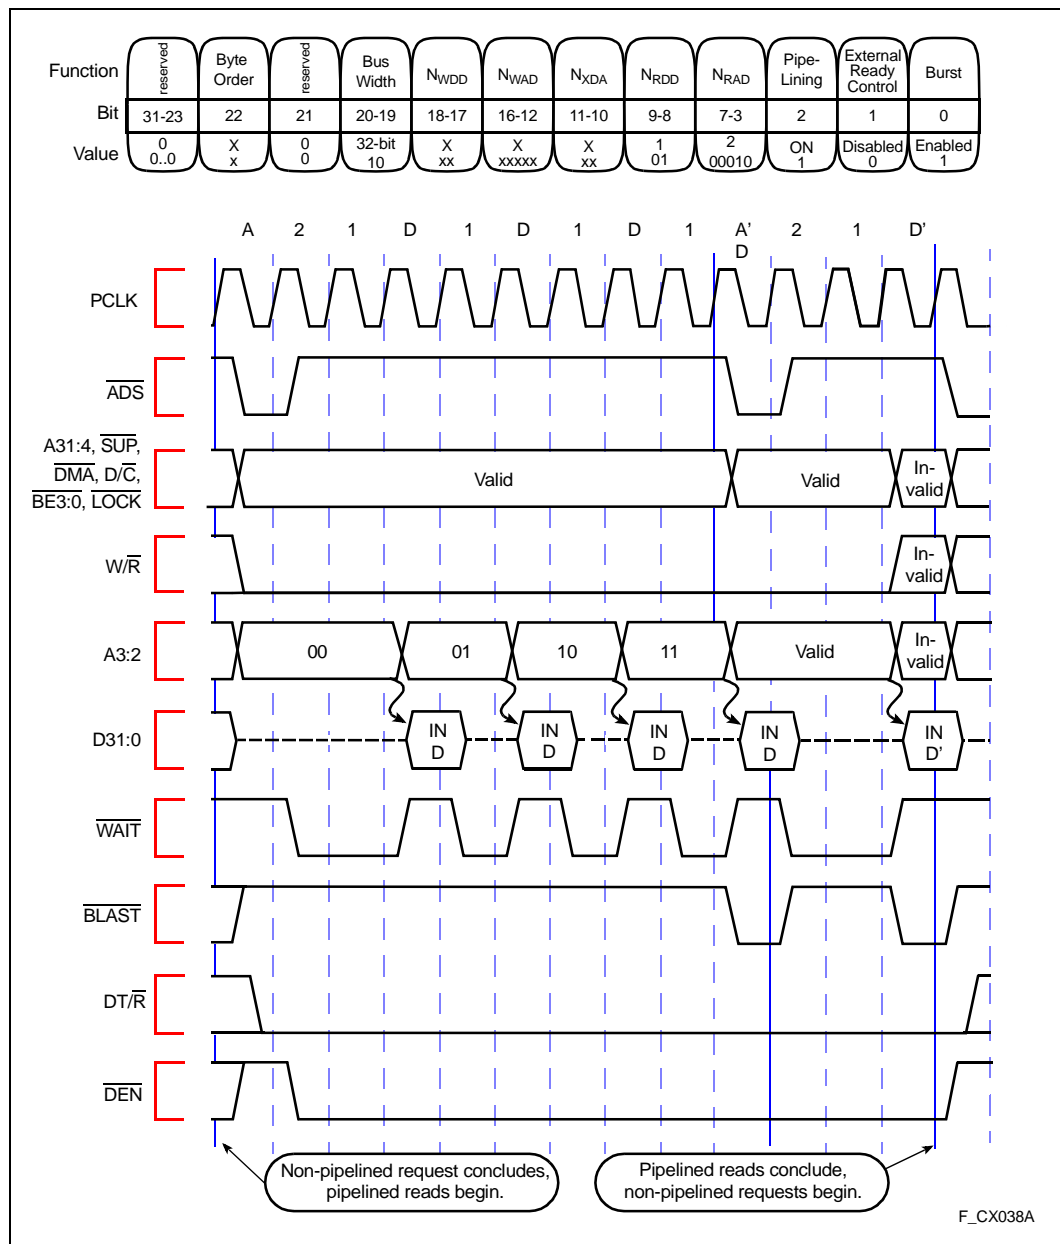 Function reserved Byte Order reserved Bus Width NWDD NWAD NXDA NRDD NRAD Pipe-Lining External Ready Control Burst
Bit 31-23 22 21 20-19 18-17 16-12 11-10 9-8 7-3 2 1 0
Value 0 X 0 32-bit X X X 1 2 ON Disabled Enabled
0..0 x 0 10 xx xxxxx xx 01 00010 1 0 1
A 2 1 D 1 D 1 D 1 A' 2 1 D'
D
PCLK
ADS
A31:4, SUP,
DMA, D/C,
BE3:0, LOCK
Valid Valid In-
valid
W/R In-
valid
A3:2 00 01 10 11 Valid In-
valid
D31:0 IN IN IN IN IN
D D D D D'
WAIT
BLAST
DT/R
DEN
Non-pipelined request concludes,
pipelined reads begin.
Pipelined reads conclude,
non-pipelined requests begin.
F_CX038A